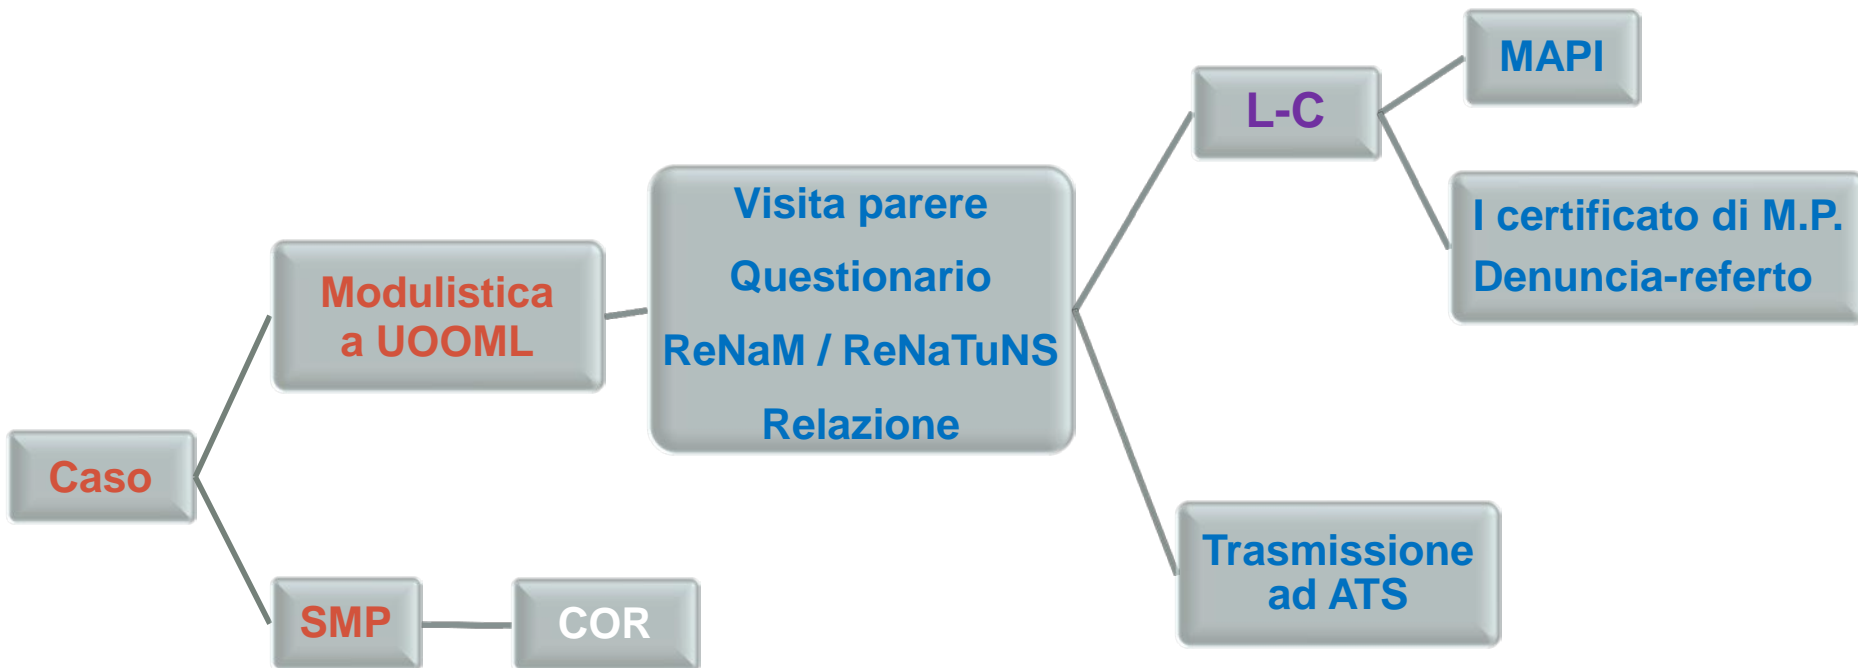 Caso
Modulistica
a UOOML
SMP
COR
Visita parere
Questionario
ReNaM / ReNaTuNS
Relazione
L-C
MAPI
I certificato di M.P.
Denuncia-referto
Trasmissione
ad ATS